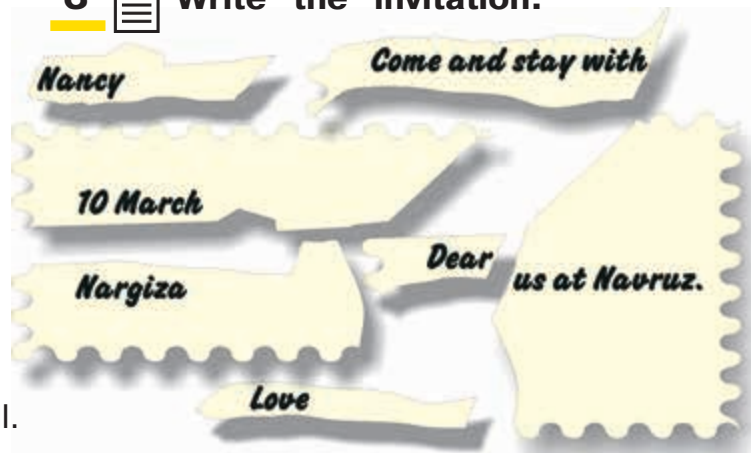 Write the invitation.
Nancy
Come and stay with
10 March
Dear
us at Navruz.
Nargiza
Love
l.